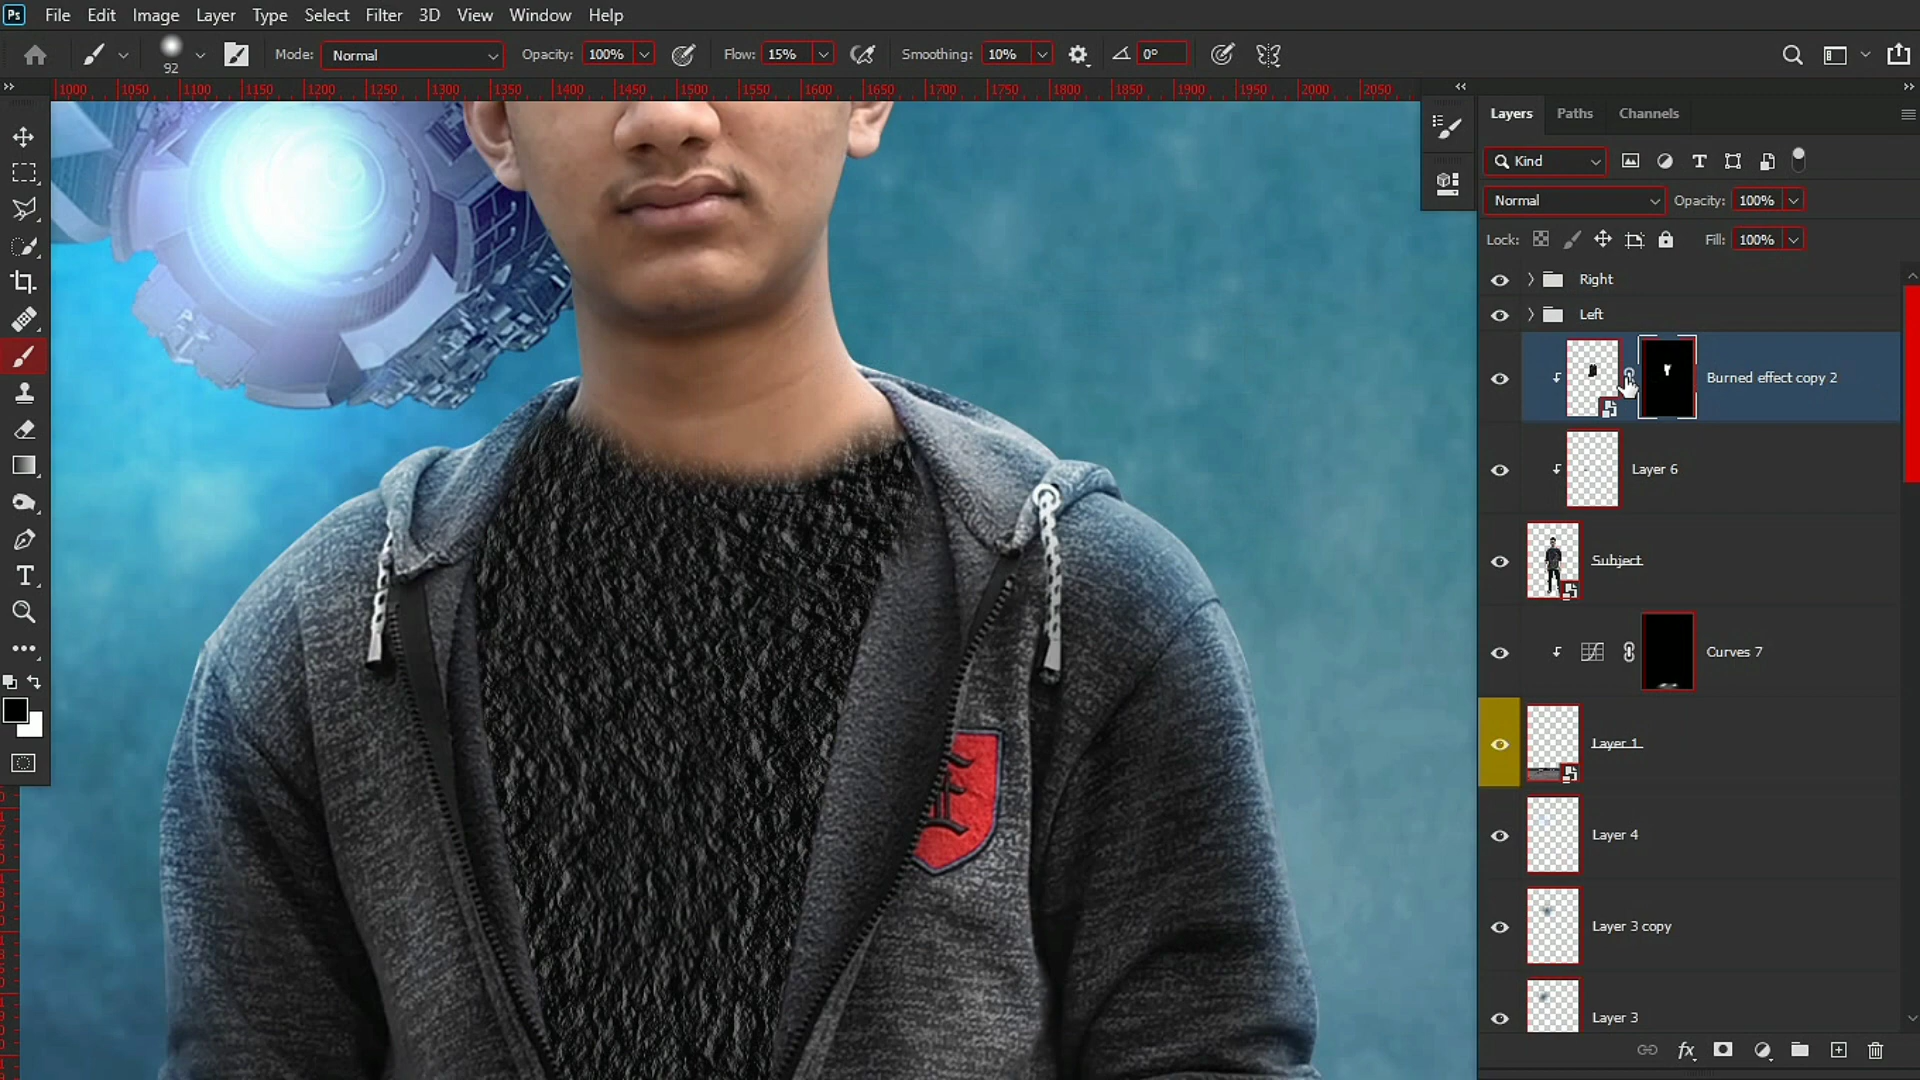 Ps File Edit Image Layer Type Select Filter 3D View Window Help
92 Mode: Normal Opacity: 100% Flow: 15% Smoothing: 10% 0°
1000 1050 1100 1150 1200 1250 1300 1350 1400 1450 1500 1550 1600 1650 1700 1750 1800 1850 1900 1950 2000 2050
Layers Paths Channels
Kind
Normal Opacity: 100%
Lock: Fill: 100%
Right
Left
Burned effect copy 2
Layer 6
Subject
Curves 7
Layer 1
Layer 4
Layer 3 copy
Layer 3
fx